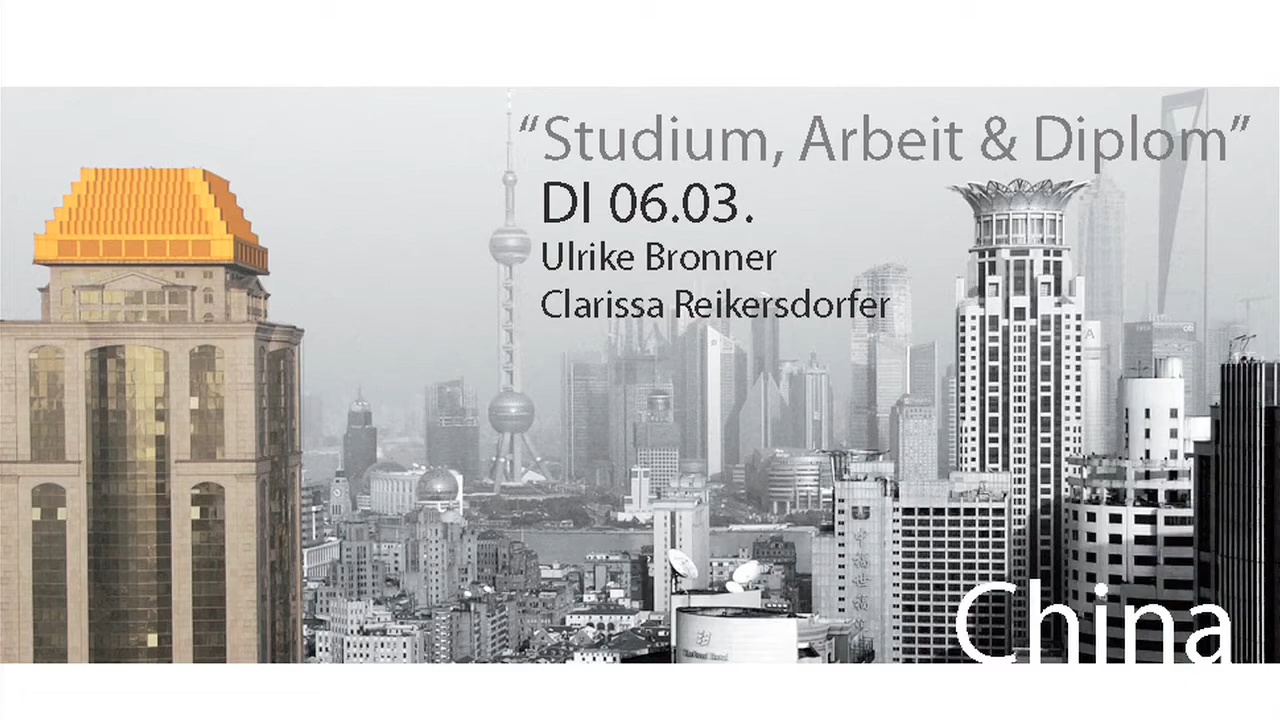 “Studium, Arbeit & Diplom”
DI 06.03.
Ulrike Bronner
Clarissa Reikersdorfer
China